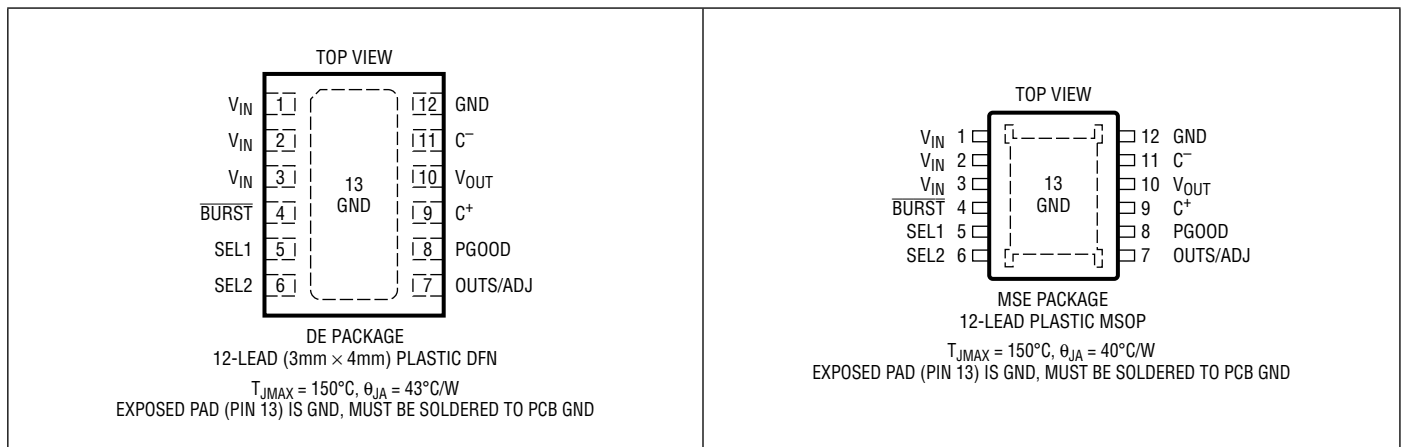 TOP VIEW
V_IN 1 12 GND
V_IN 2 11 C⁻
V_IN 3 13 10 V_OUT
B̅U̅R̅S̅T̅ 4 GND 9 C⁺
SEL1 5 8 PGOOD
SEL2 6 7 OUTS/ADJ
DE PACKAGE
12-LEAD (3mm × 4mm) PLASTIC DFN
T_JMAX = 150°C, θ_JA = 43°C/W
EXPOSED PAD (PIN 13) IS GND, MUST BE SOLDERED TO PCB GND
TOP VIEW
V_IN 1 12 GND
V_IN 2 11 C⁻
V_IN 3 13 10 V_OUT
B̅U̅R̅S̅T̅ 4 GND 9 C⁺
SEL1 5 8 PGOOD
SEL2 6 7 OUTS/ADJ
MSE PACKAGE
12-LEAD PLASTIC MSOP
T_JMAX = 150°C, θ_JA = 40°C/W
EXPOSED PAD (PIN 13) IS GND, MUST BE SOLDERED TO PCB GND